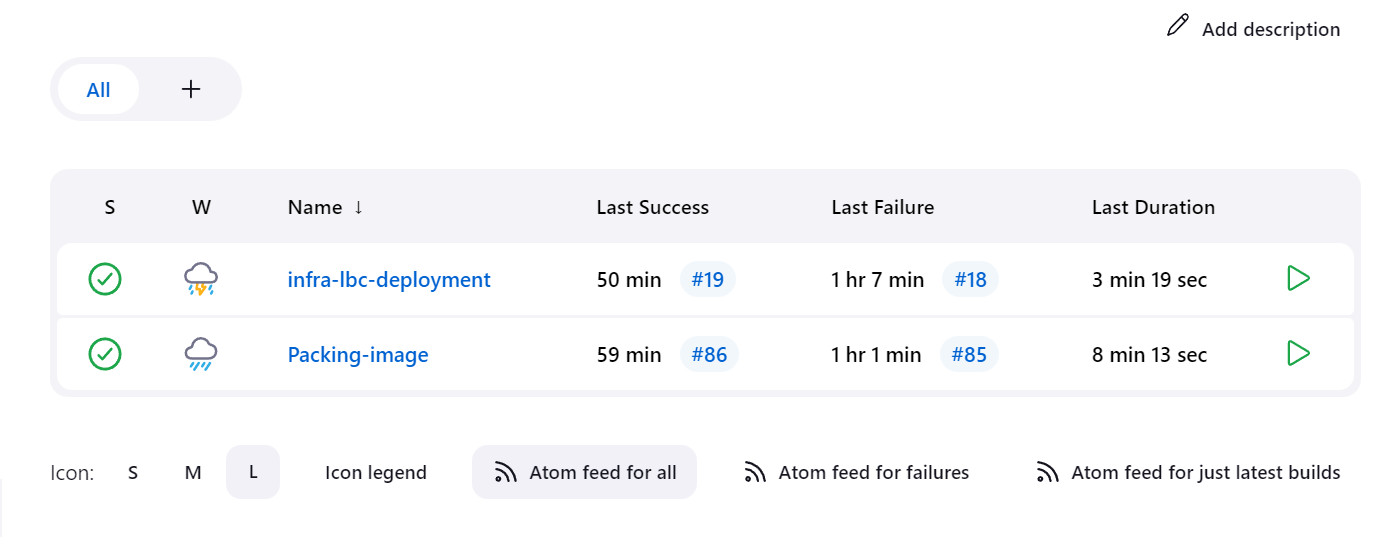 Add description
All +
S W Name ↓ Last Success Last Failure Last Duration
infra-lbc-deployment 50 min #19 1 hr 7 min #18 3 min 19 sec
Packing-image 59 min #86 1 hr 1 min #85 8 min 13 sec
Icon: S M L Icon legend Atom feed for all Atom feed for failures Atom feed for just latest builds